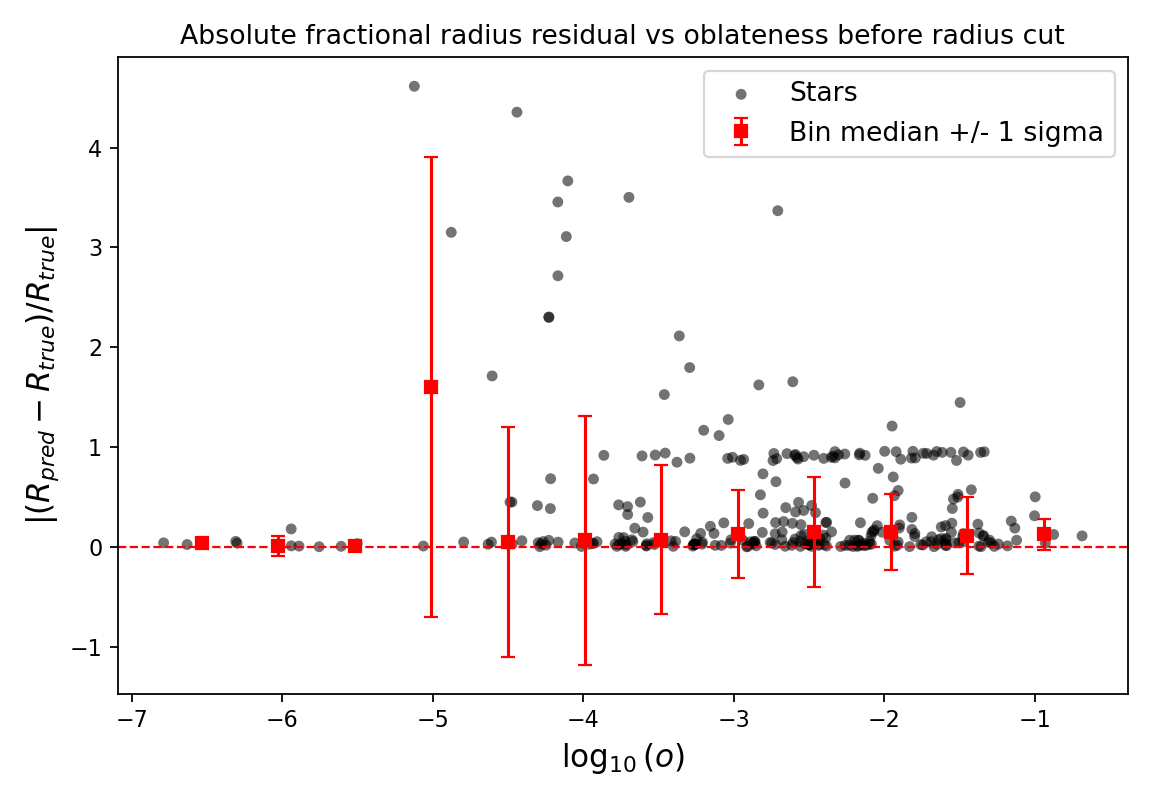 Absolute fractional radius residual vs oblateness before radius cut
Stars
Bin median +/- 1 sigma
|(R_pred − R_true)/R_true|
4
3
2
1
0
−1
−7 −6 −5 −4 −3 −2 −1
log₁₀ (o)